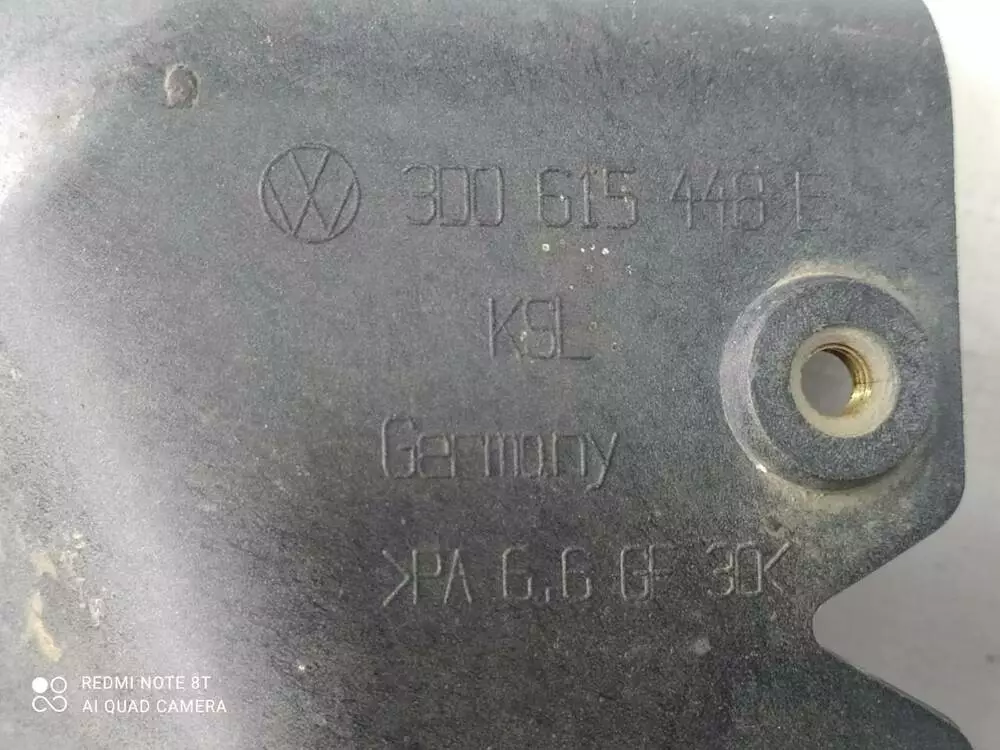 3D0 615 448 E
KSL
Germany
>PA 6.6 GF 30<
REDMI NOTE 8T
AI QUAD CAMERA